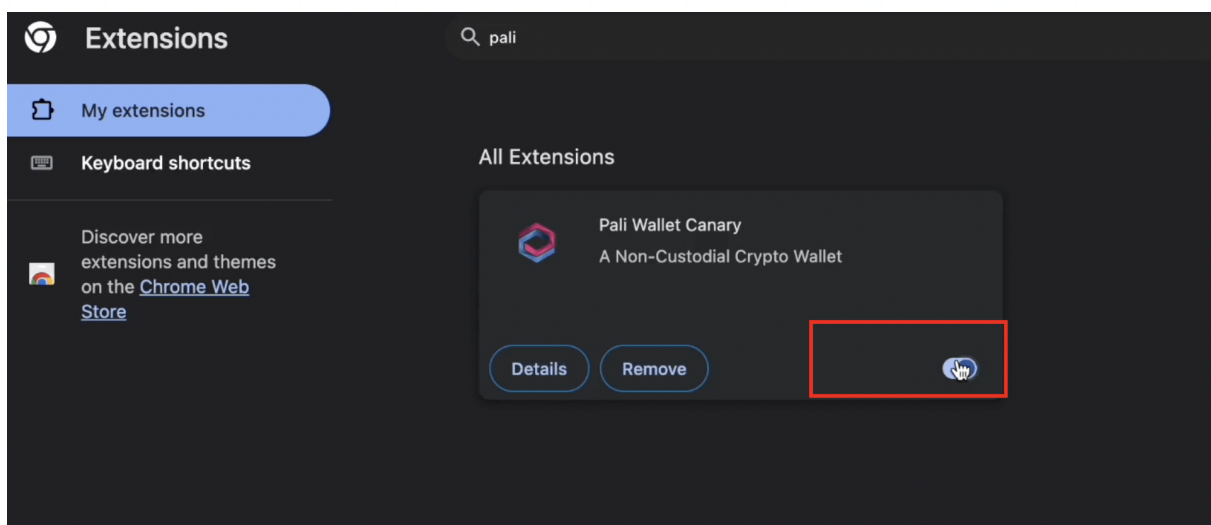 Extensions
pali
My extensions
Keyboard shortcuts
Discover more
extensions and themes
on the Chrome Web
Store
All Extensions
Pali Wallet Canary
A Non-Custodial Crypto Wallet
Details
Remove